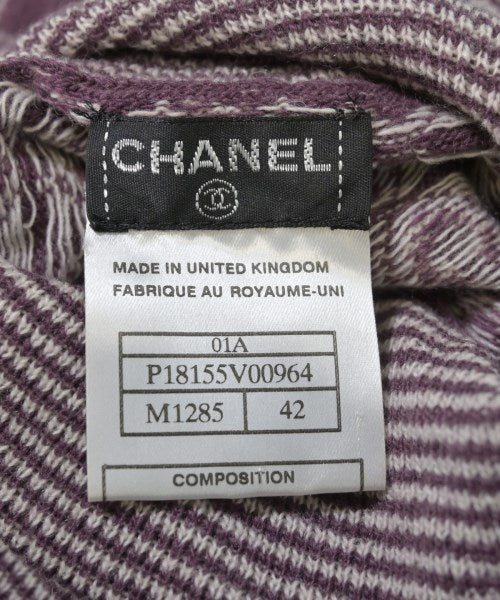 CHANEL
MADE IN UNITED KINGDOM
FABRIQUE AU ROYAUME-UNI
01A
P18155V00964
M1285 42
COMPOSITION